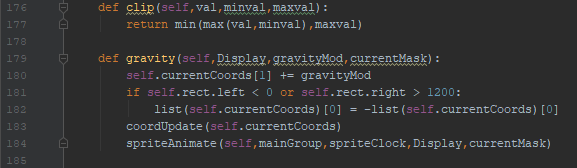 176 def clip(self,val,minval,maxval):
177 return min(max(val,minval),maxval)
178
179 def gravity(self,Display,gravityMod,currentMask):
180 self.currentCoords[1] += gravityMod
181 if self.rect.left < 0 or self.rect.right > 1200:
182 list(self.currentCoords)[0] = -list(self.currentCoords)[0]
183 coordUpdate(self.currentCoords)
184 spriteAnimate(self,mainGroup,spriteClock,Display,currentMask)
185